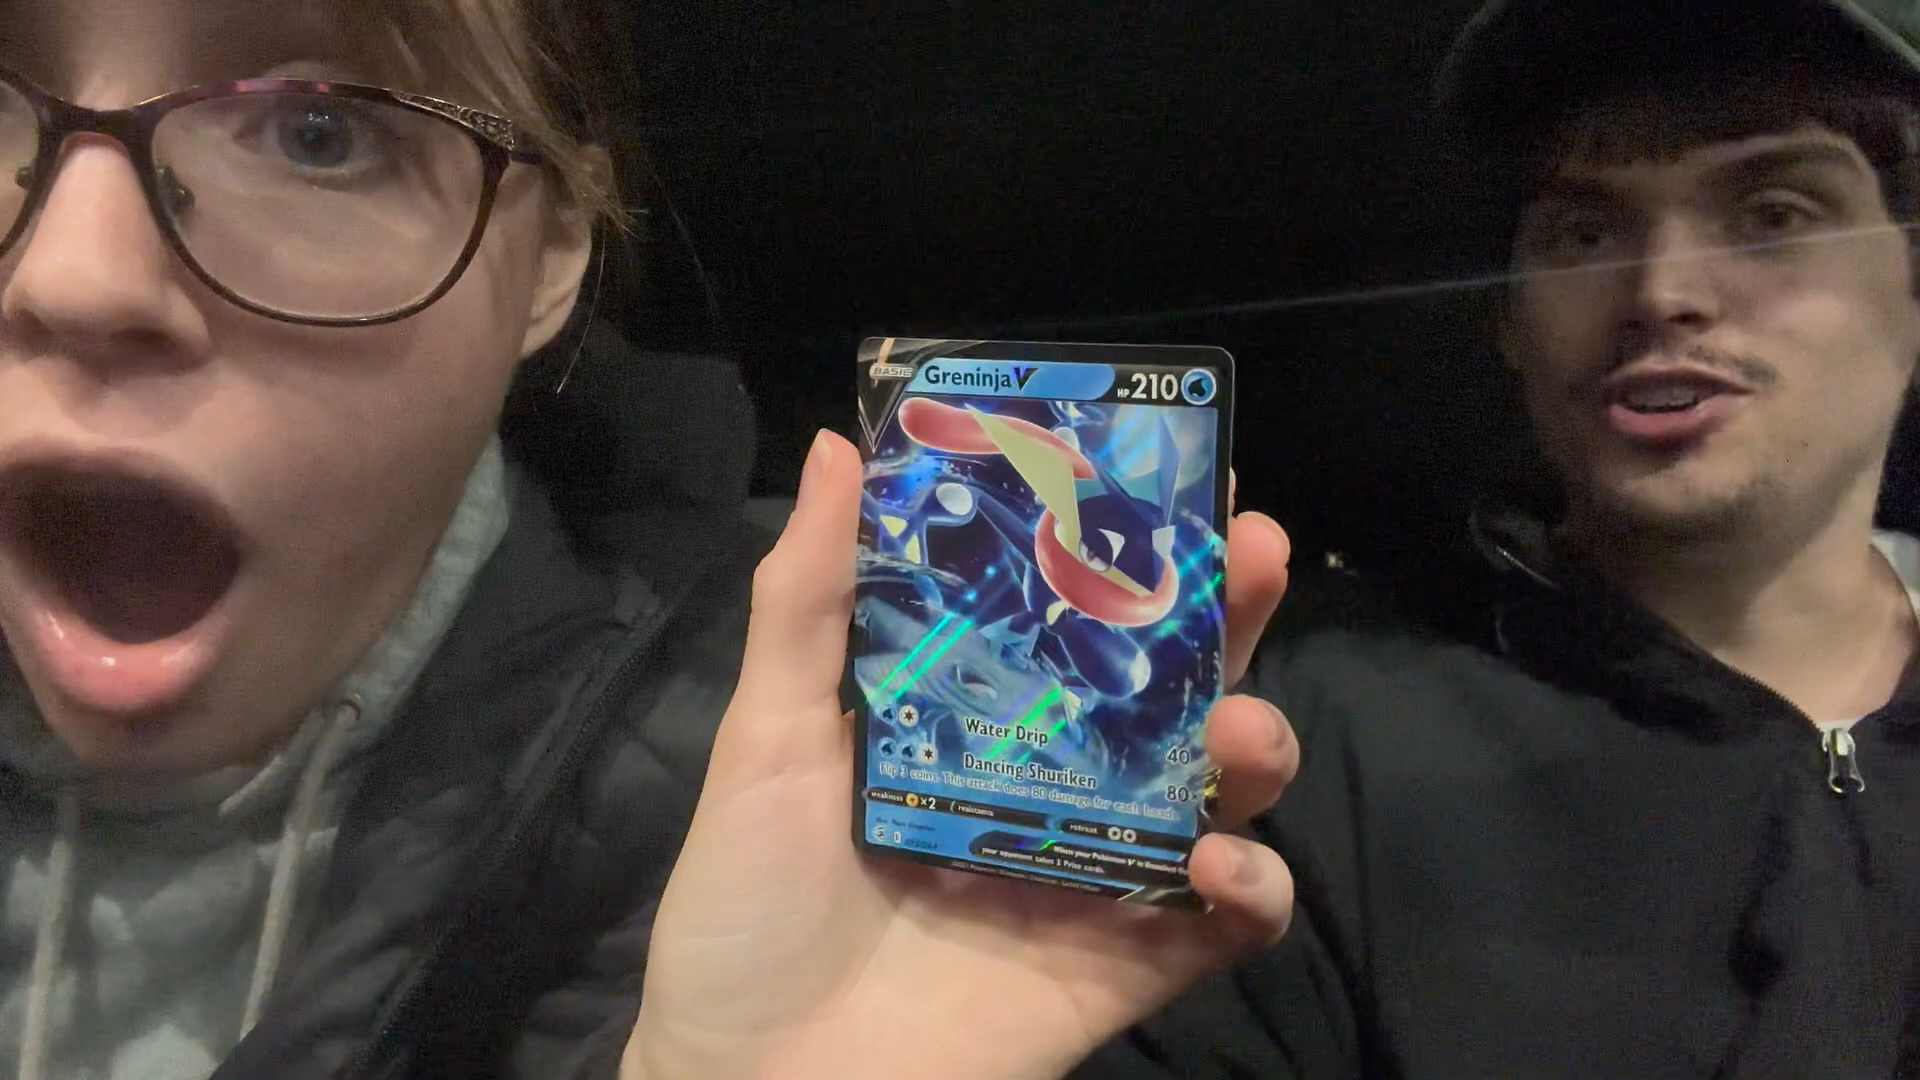 BASIC
Greninja V
HP 210
Water Drip 40
Dancing Shuriken 80
Flip 3 coins. This attack does 80 damage for each heads.
weakness ×2
resistance
retreat
When your Pokémon V is Knocked
your opponent takes 2 Prize cards.